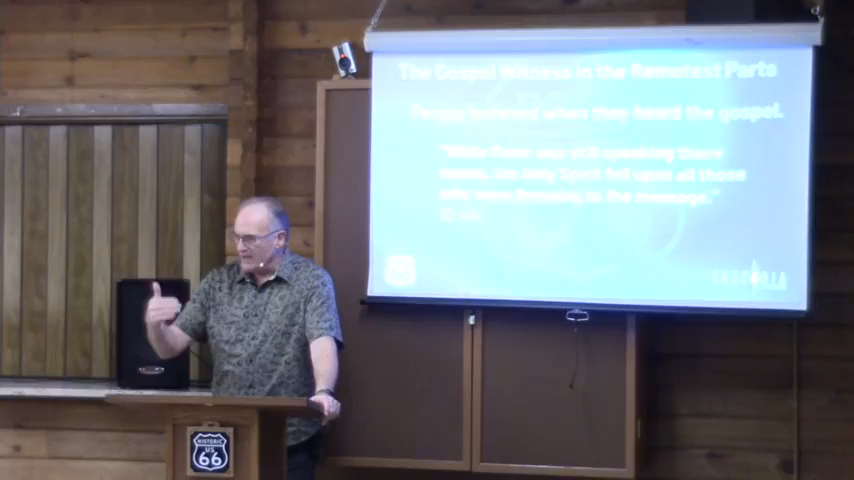 The Gospel Witness in the Remotest Parts
People believed when they heard the gospel.
"While Peter was still speaking these
words, the Holy Spirit fell upon all those
who were listening to the message."
HISTORIC
US
66